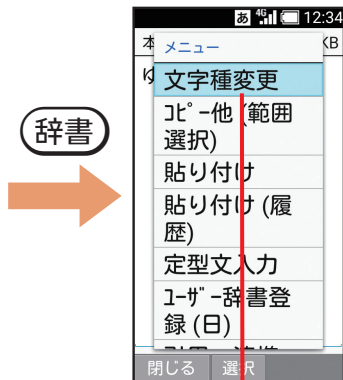 あ 4G 12:34
本 KB
メニュー
ゆ
文字種変更
ｺﾋﾟｰ他 (範囲
選択)
辞書
貼り付け
貼り付け (履
歴)
定型文入力
ﾕｰｻﾞｰ辞書登
録 (日)
閉じる 選択